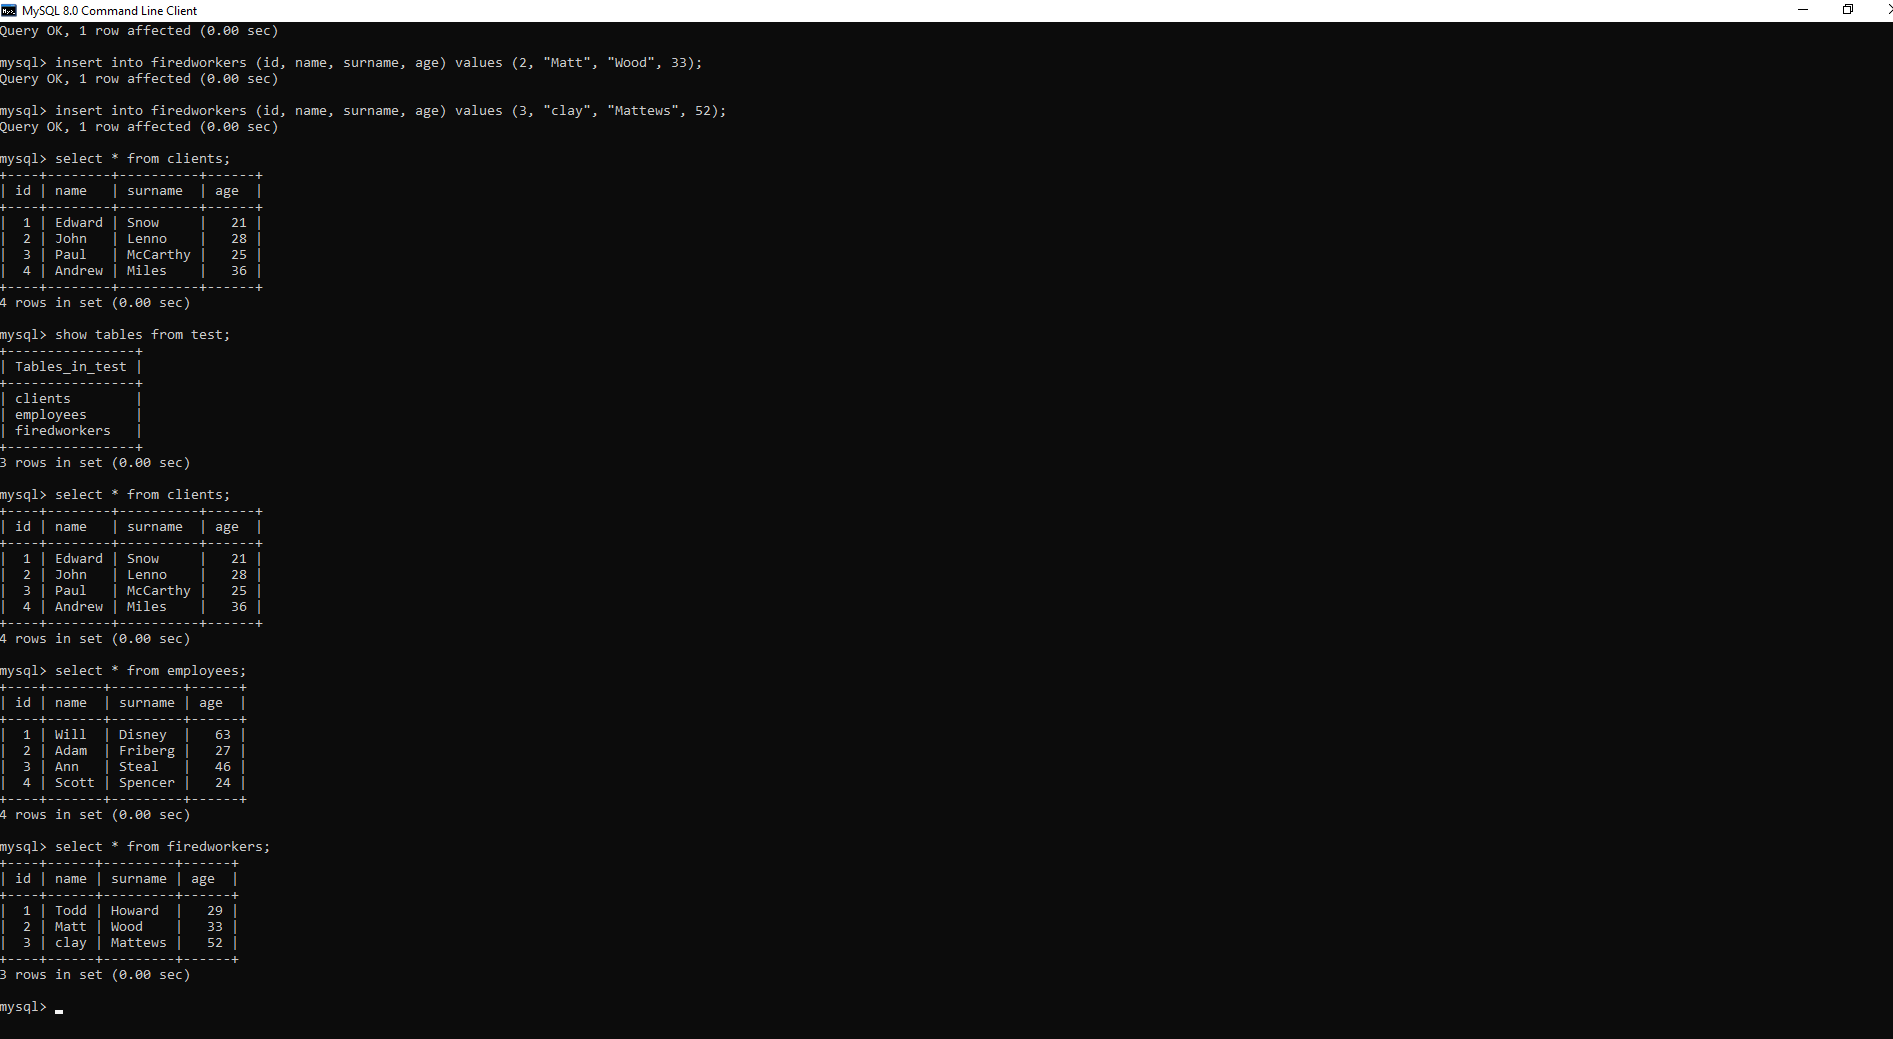 MySQL 8.0 Command Line Client
Query OK, 1 row affected (0.00 sec)
mysql> insert into firedworkers (id, name, surname, age) values (2, "Matt", "Wood", 33);
Query OK, 1 row affected (0.00 sec)
mysql> insert into firedworkers (id, name, surname, age) values (3, "clay", "Mattews", 52);
Query OK, 1 row affected (0.00 sec)
mysql> select * from clients;
+----+--------+----------+------+
| id | name   | surname  | age  |
+----+--------+----------+------+
|  1 | Edward | Snow     |   21 |
|  2 | John   | Lenno    |   28 |
|  3 | Paul   | McCarthy |   25 |
|  4 | Andrew | Miles    |   36 |
+----+--------+----------+------+
4 rows in set (0.00 sec)
mysql> show tables from test;
+----------------+
| Tables_in_test |
+----------------+
| clients        |
| employees      |
| firedworkers   |
+----------------+
3 rows in set (0.00 sec)
mysql> select * from clients;
+----+--------+----------+------+
| id | name   | surname  | age  |
+----+--------+----------+------+
|  1 | Edward | Snow     |   21 |
|  2 | John   | Lenno    |   28 |
|  3 | Paul   | McCarthy |   25 |
|  4 | Andrew | Miles    |   36 |
+----+--------+----------+------+
4 rows in set (0.00 sec)
mysql> select * from employees;
+----+-------+---------+------+
| id | name  | surname | age  |
+----+-------+---------+------+
|  1 | Will  | Disney  |   63 |
|  2 | Adam  | Friberg |   27 |
|  3 | Ann   | Steal   |   46 |
|  4 | Scott | Spencer |   24 |
+----+-------+---------+------+
4 rows in set (0.00 sec)
mysql> select * from firedworkers;
+----+------+---------+------+
| id | name | surname | age  |
+----+------+---------+------+
|  1 | Todd | Howard  |   29 |
|  2 | Matt | Wood    |   33 |
|  3 | clay | Mattews |   52 |
+----+------+---------+------+
3 rows in set (0.00 sec)
mysql>